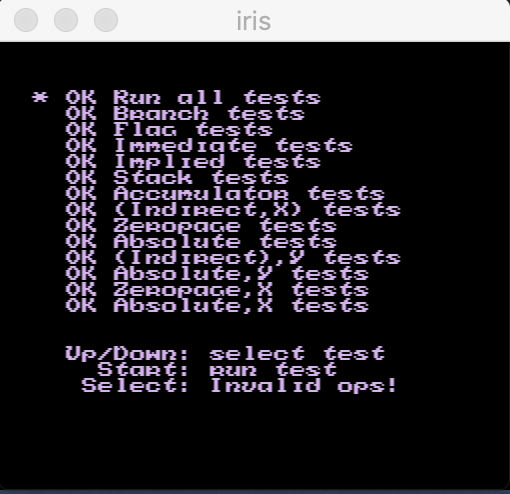 iris
* OK Run all tests
OK Branch tests
OK Flag tests
OK Immediate tests
OK Implied tests
OK Stack tests
OK Accumulator tests
OK (Indirect,X) tests
OK Zeropage tests
OK Absolute tests
OK (Indirect),Y tests
OK Absolute,Y tests
OK Zeropage,X tests
OK Absolute,X tests
Up/Down: select test
Start: run test
Select: Invalid ops!